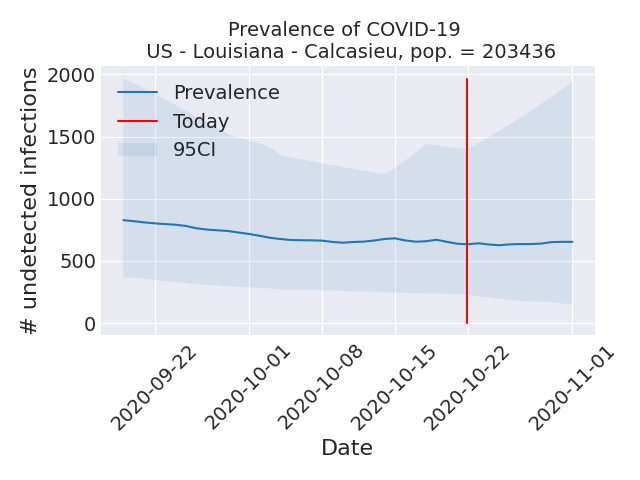 Prevalence of COVID-19
US - Louisiana - Calcasieu, pop. = 203436
# undetected infections
2000
1500
1000
500
0
Prevalence
Today
95CI
2020-09-22
2020-10-01
2020-10-08
2020-10-15
2020-10-22
2020-11-01
Date